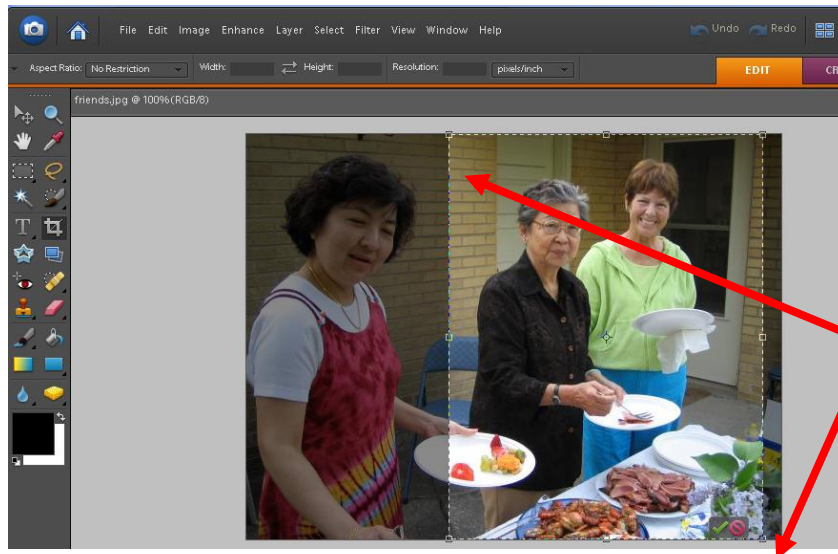 File Edit Image Enhance Layer Select Filter View Window Help Undo Redo
Aspect Ratio: No Restriction Width: Height: Resolution: pixels/inch EDIT CR
friends.jpg @ 100% (RGB/8)
T